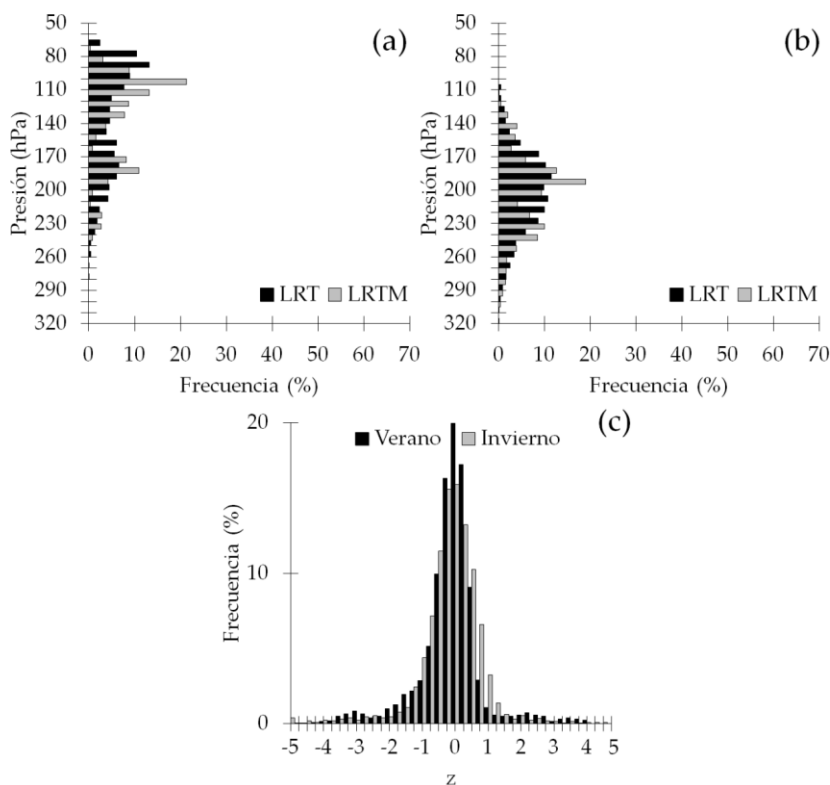 (a)
Presión (hPa)
50
80
110
140
170
200
230
260
290
320
LRT LRTM
0 10 20 30 40 50 60 70
Frecuencia (%)
(b)
Presión (hPa)
50
80
110
140
170
200
230
260
290
320
LRT LRTM
0 10 20 30 40 50 60 70
Frecuencia (%)
(c)
Verano Invierno
Frecuencia (%)
20
10
0
-5 -4 -3 -2 -1 0 1 2 3 4 5
z